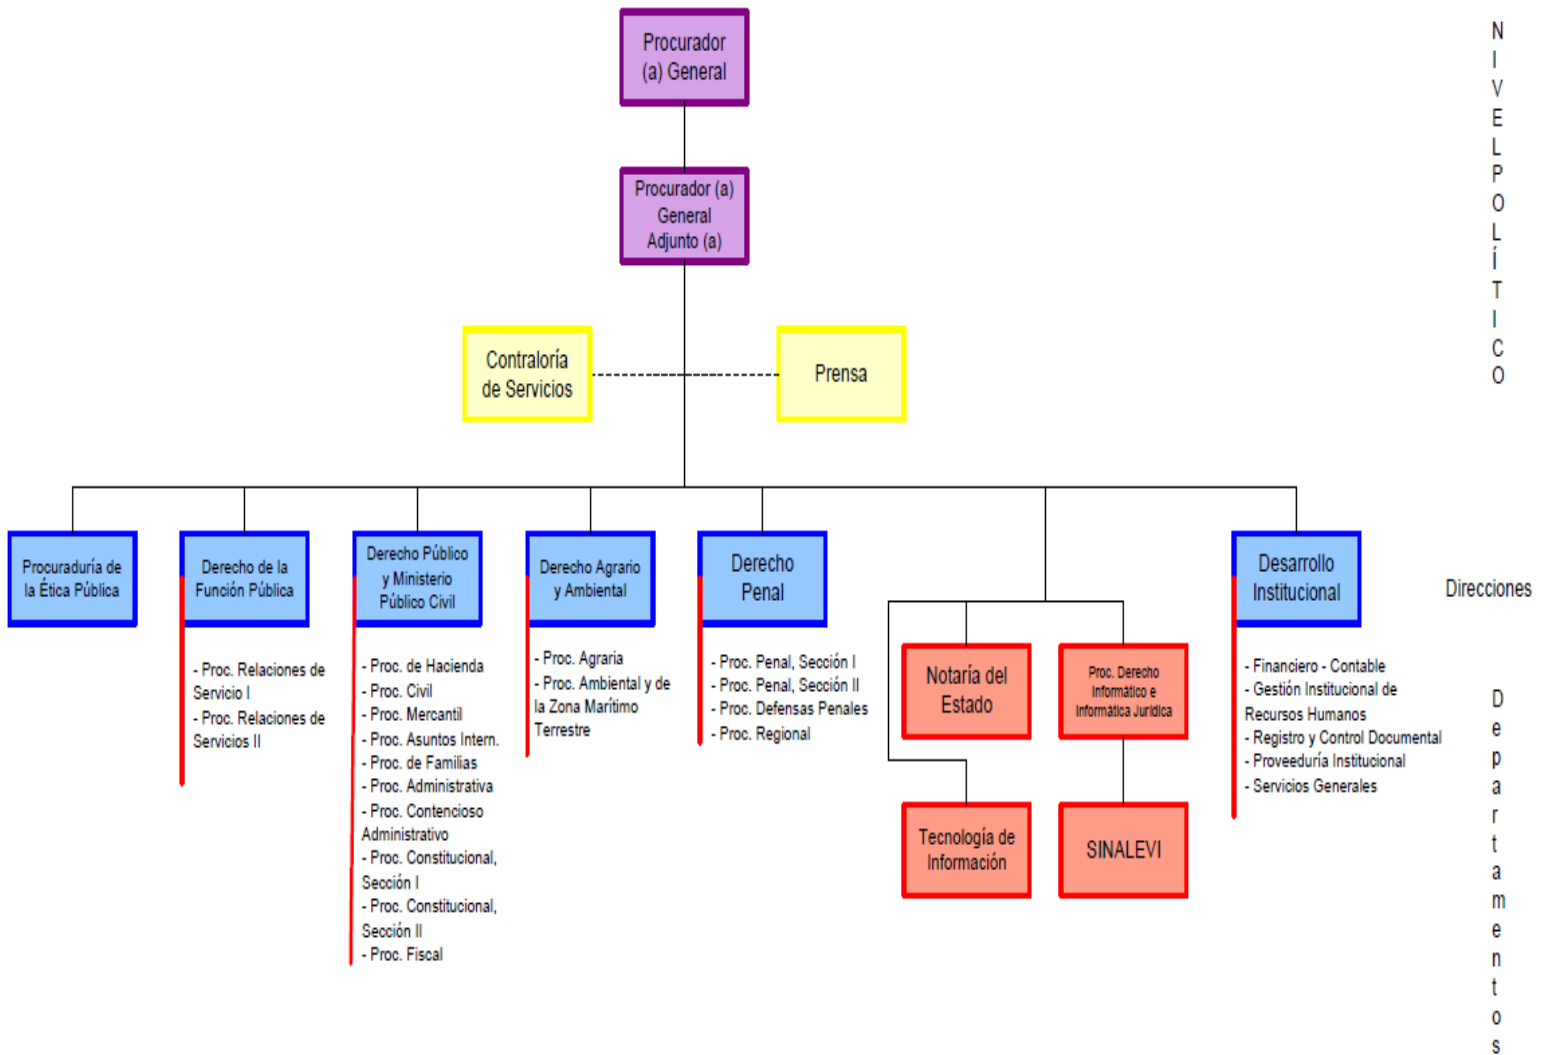 Procurador
(a) General
Procurador (a)
General
Adjunto (a)
Contraloría
de Servicios
Prensa
NIVEL POLÍTICO
Procuraduría de
la Ética Pública
Derecho de la
Función Pública
- Proc. Relaciones de
Servicio I
- Proc. Relaciones de
Servicios II
Derecho Público
y Ministerio
Público Civil
- Proc. de Hacienda
- Proc. Civil
- Proc. Mercantil
- Proc. Asuntos Intern.
- Proc. de Familias
- Proc. Administrativa
- Proc. Contencioso
Administrativo
- Proc. Constitucional,
Sección I
- Proc. Constitucional,
Sección II
- Proc. Fiscal
Derecho Agrario
y Ambiental
- Proc. Agraria
- Proc. Ambiental y de
la Zona Marítimo
Terrestre
Derecho
Penal
- Proc. Penal, Sección I
- Proc. Penal, Sección II
- Proc. Defensas Penales
- Proc. Regional
Notaría del
Estado
Proc. Derecho
Informático e
Informática Jurídica
Tecnología de
Información
SINALEVI
Desarrollo
Institucional
- Financiero - Contable
- Gestión Institucional de
Recursos Humanos
- Registro y Control Documental
- Proveeduría Institucional
- Servicios Generales
Direcciones
Departamentos